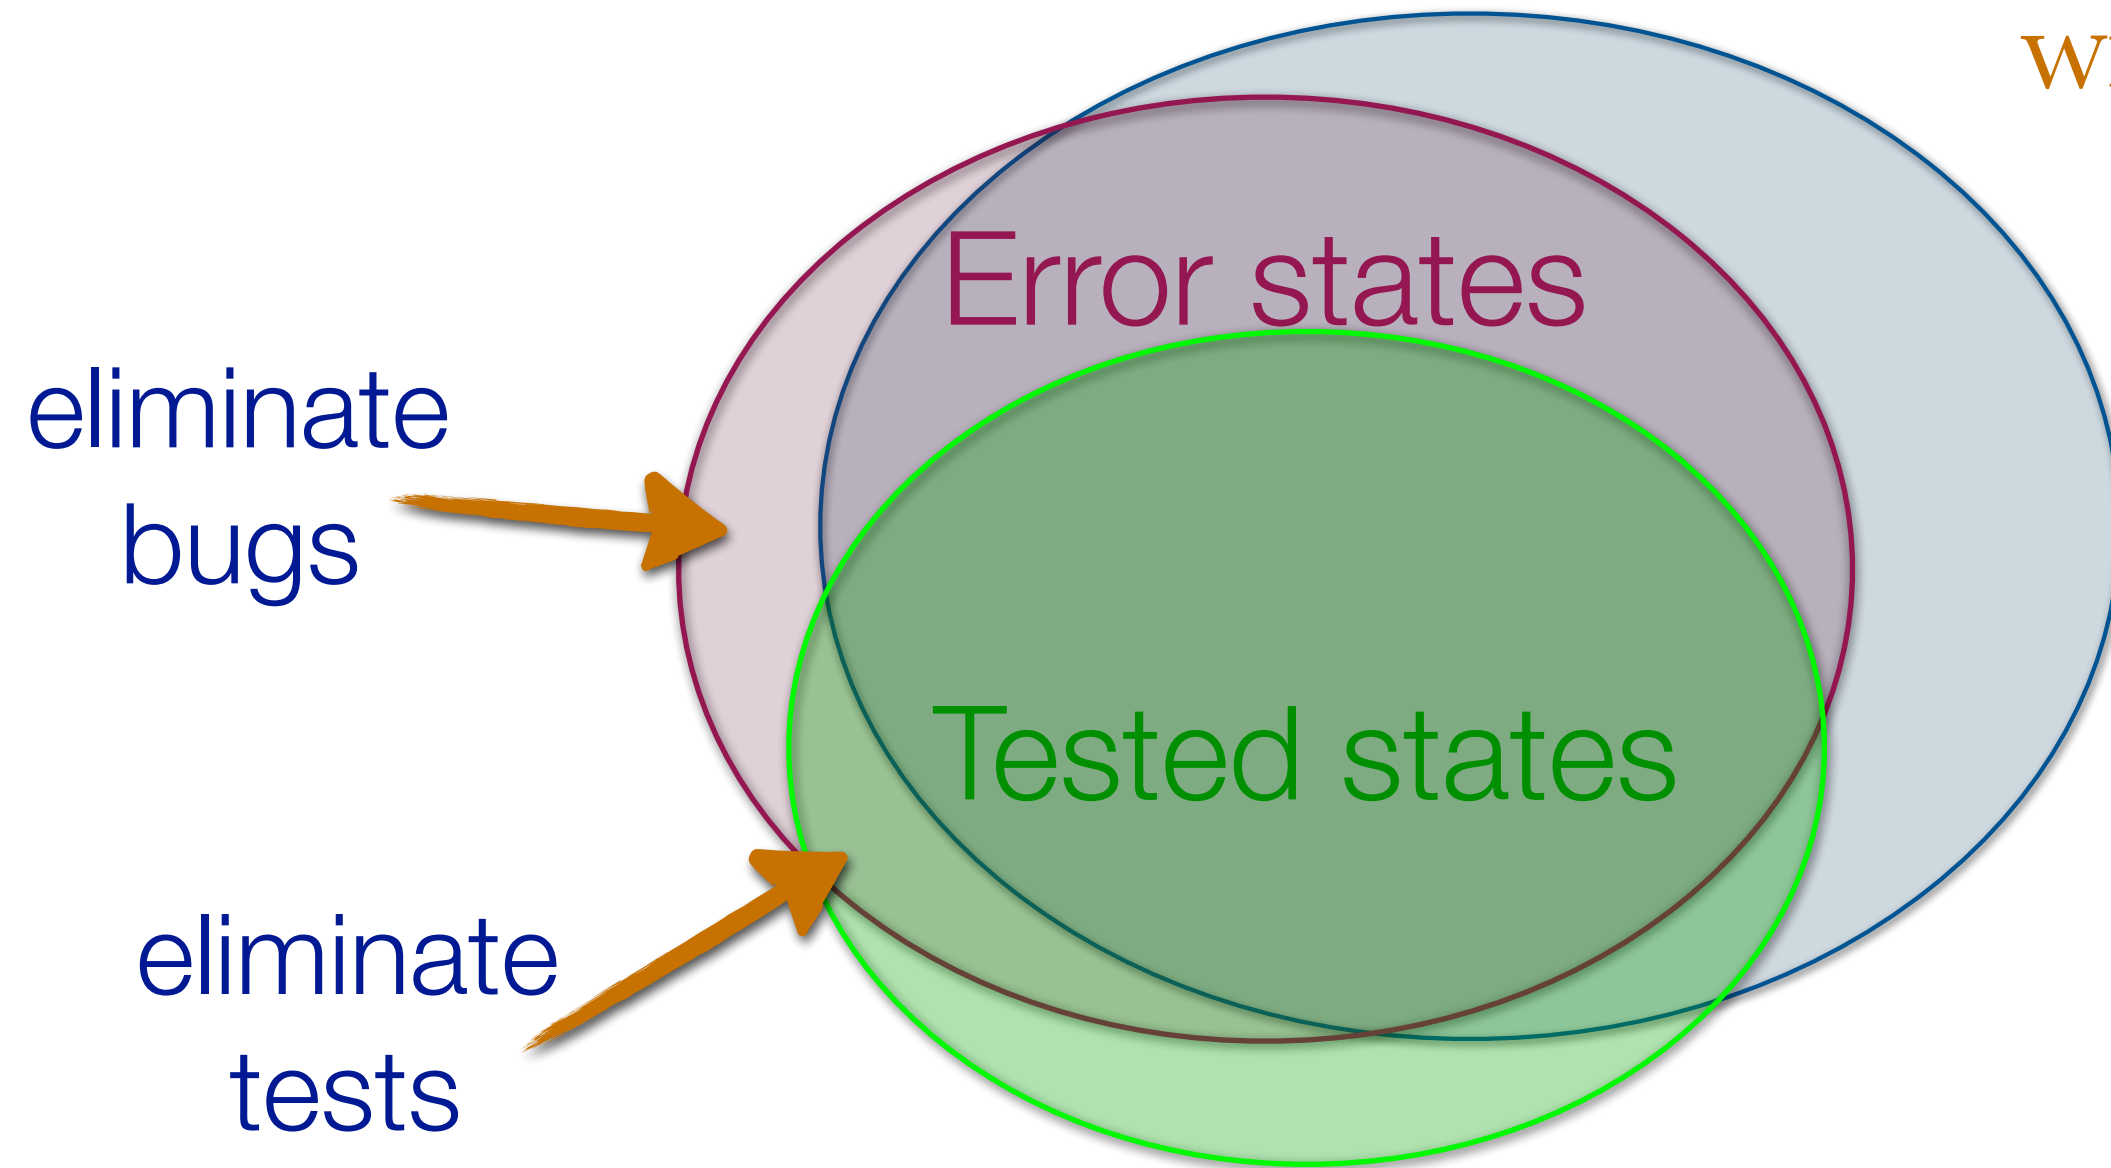 Error states
eliminate
bugs
Tested states
eliminate
tests